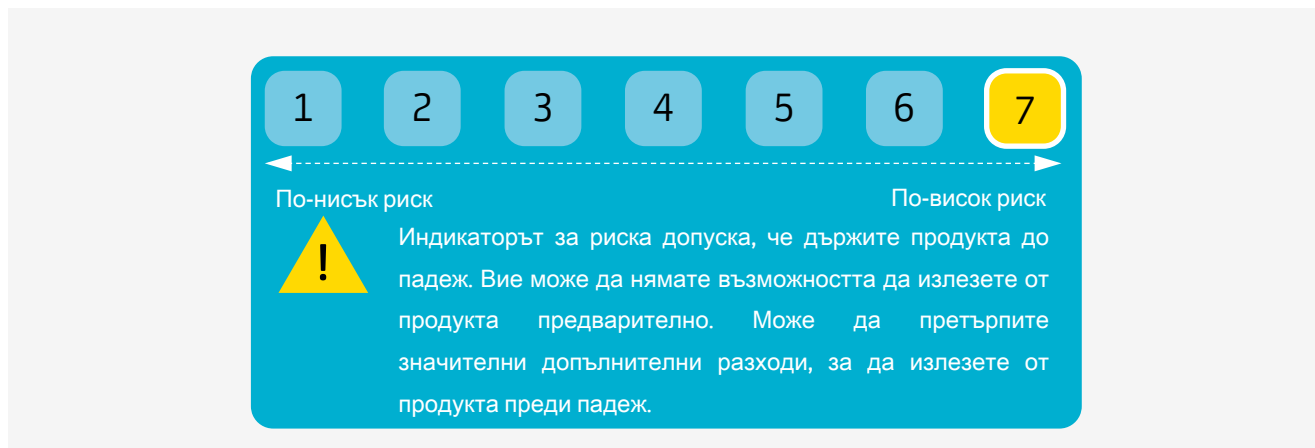 1 2 3 4 5 6 7
По-нисък риск По-висок риск
!
Индикаторът за риска допуска, че държите продукта до
падеж. Вие може да нямате възможността да излезете от
продукта предварително. Може да претърпите
значителни допълнителни разходи, за да излезете от
продукта преди падеж.